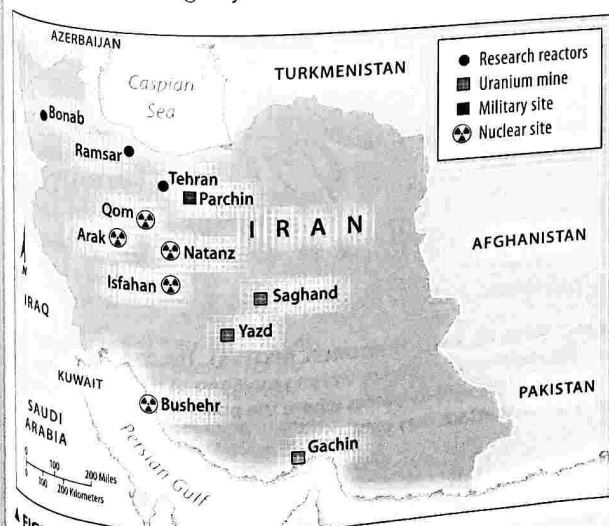 AZERBAIJAN
Caspian
Sea
TURKMENISTAN
Research reactors
Uranium mine
Military site
Nuclear site
Bonab
Ramsar
Tehran
Parchin
Qom
IRAN
Arak
Natanz
AFGHANISTAN
N
Isfahan
Saghand
IRAQ
Yazd
KUWAIT
Bushehr
PAKISTAN
SAUDI
ARABIA
Persian Gulf
Gachin
0 100 200 Miles
0 100 200 Kilometers